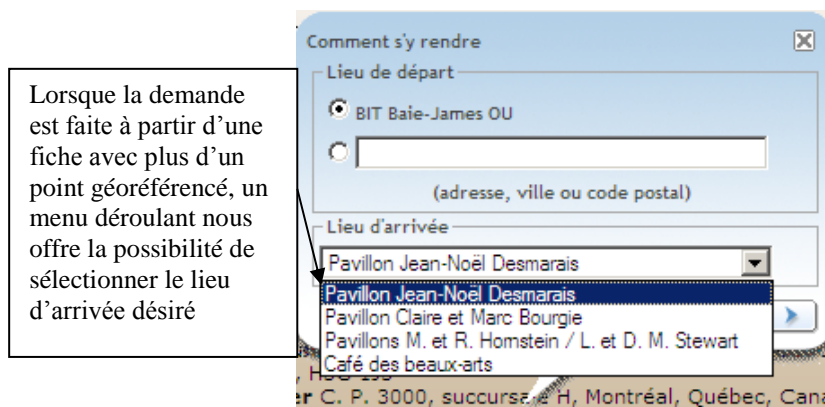 Lorsque la demande
est faite à partir d'une
fiche avec plus d'un
point géoréférencé, un
menu déroulant nous
offre la possibilité de
sélectionner le lieu
d'arrivée désiré
Comment s'y rendre
Lieu de départ
BIT Baie-James OU
(adresse, ville ou code postal)
Lieu d'arrivée
Pavillon Jean-Noël Desmarais
Pavillon Jean-Noël Desmarais
Pavillon Claire et Marc Bourgie
Pavillons M. et R. Hornstein / L. et D. M. Stewart
Café des beaux-arts
C. P. 3000, H, Montréal, Québec,